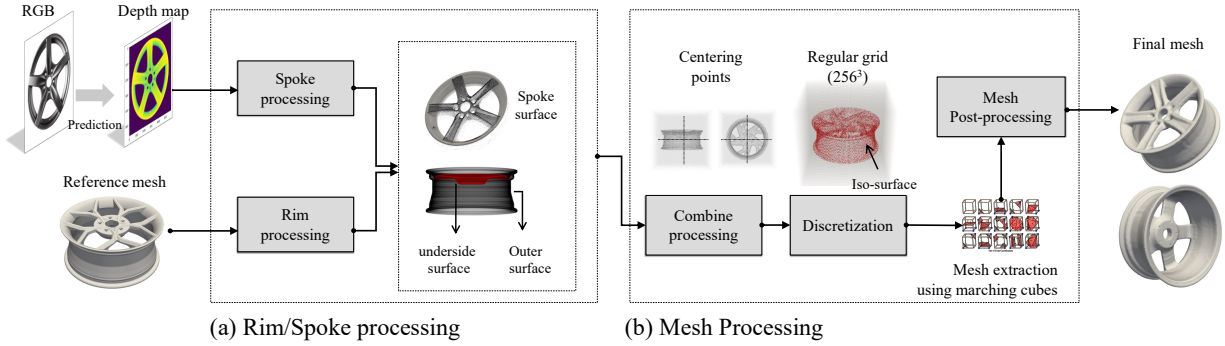 RGB
Depth map
Prediction
Reference mesh
Spoke
processing
Rim
processing
Spoke
surface
underside
surface
Outer
surface
(a) Rim/Spoke processing
Centering
points
Regular grid
(256³)
Iso-surface
Combine
processing
Discretization
Mesh
Post-processing
Mesh extraction
using marching cubes
(b) Mesh Processing
Final mesh